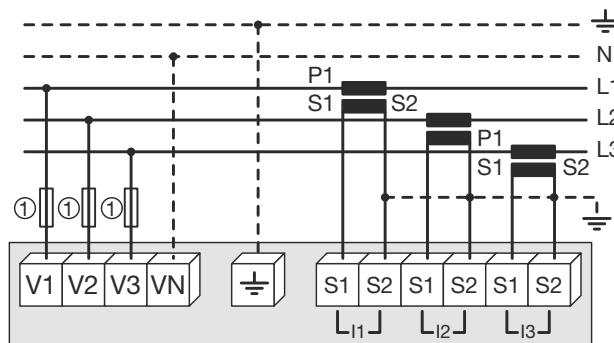 N
P1
L1
S1 S2
L2
P1
L3
S1 S2
① ① ①
V1 V2 V3 VN S1 S2 S1 S2 S1 S2
I1 I2 I3